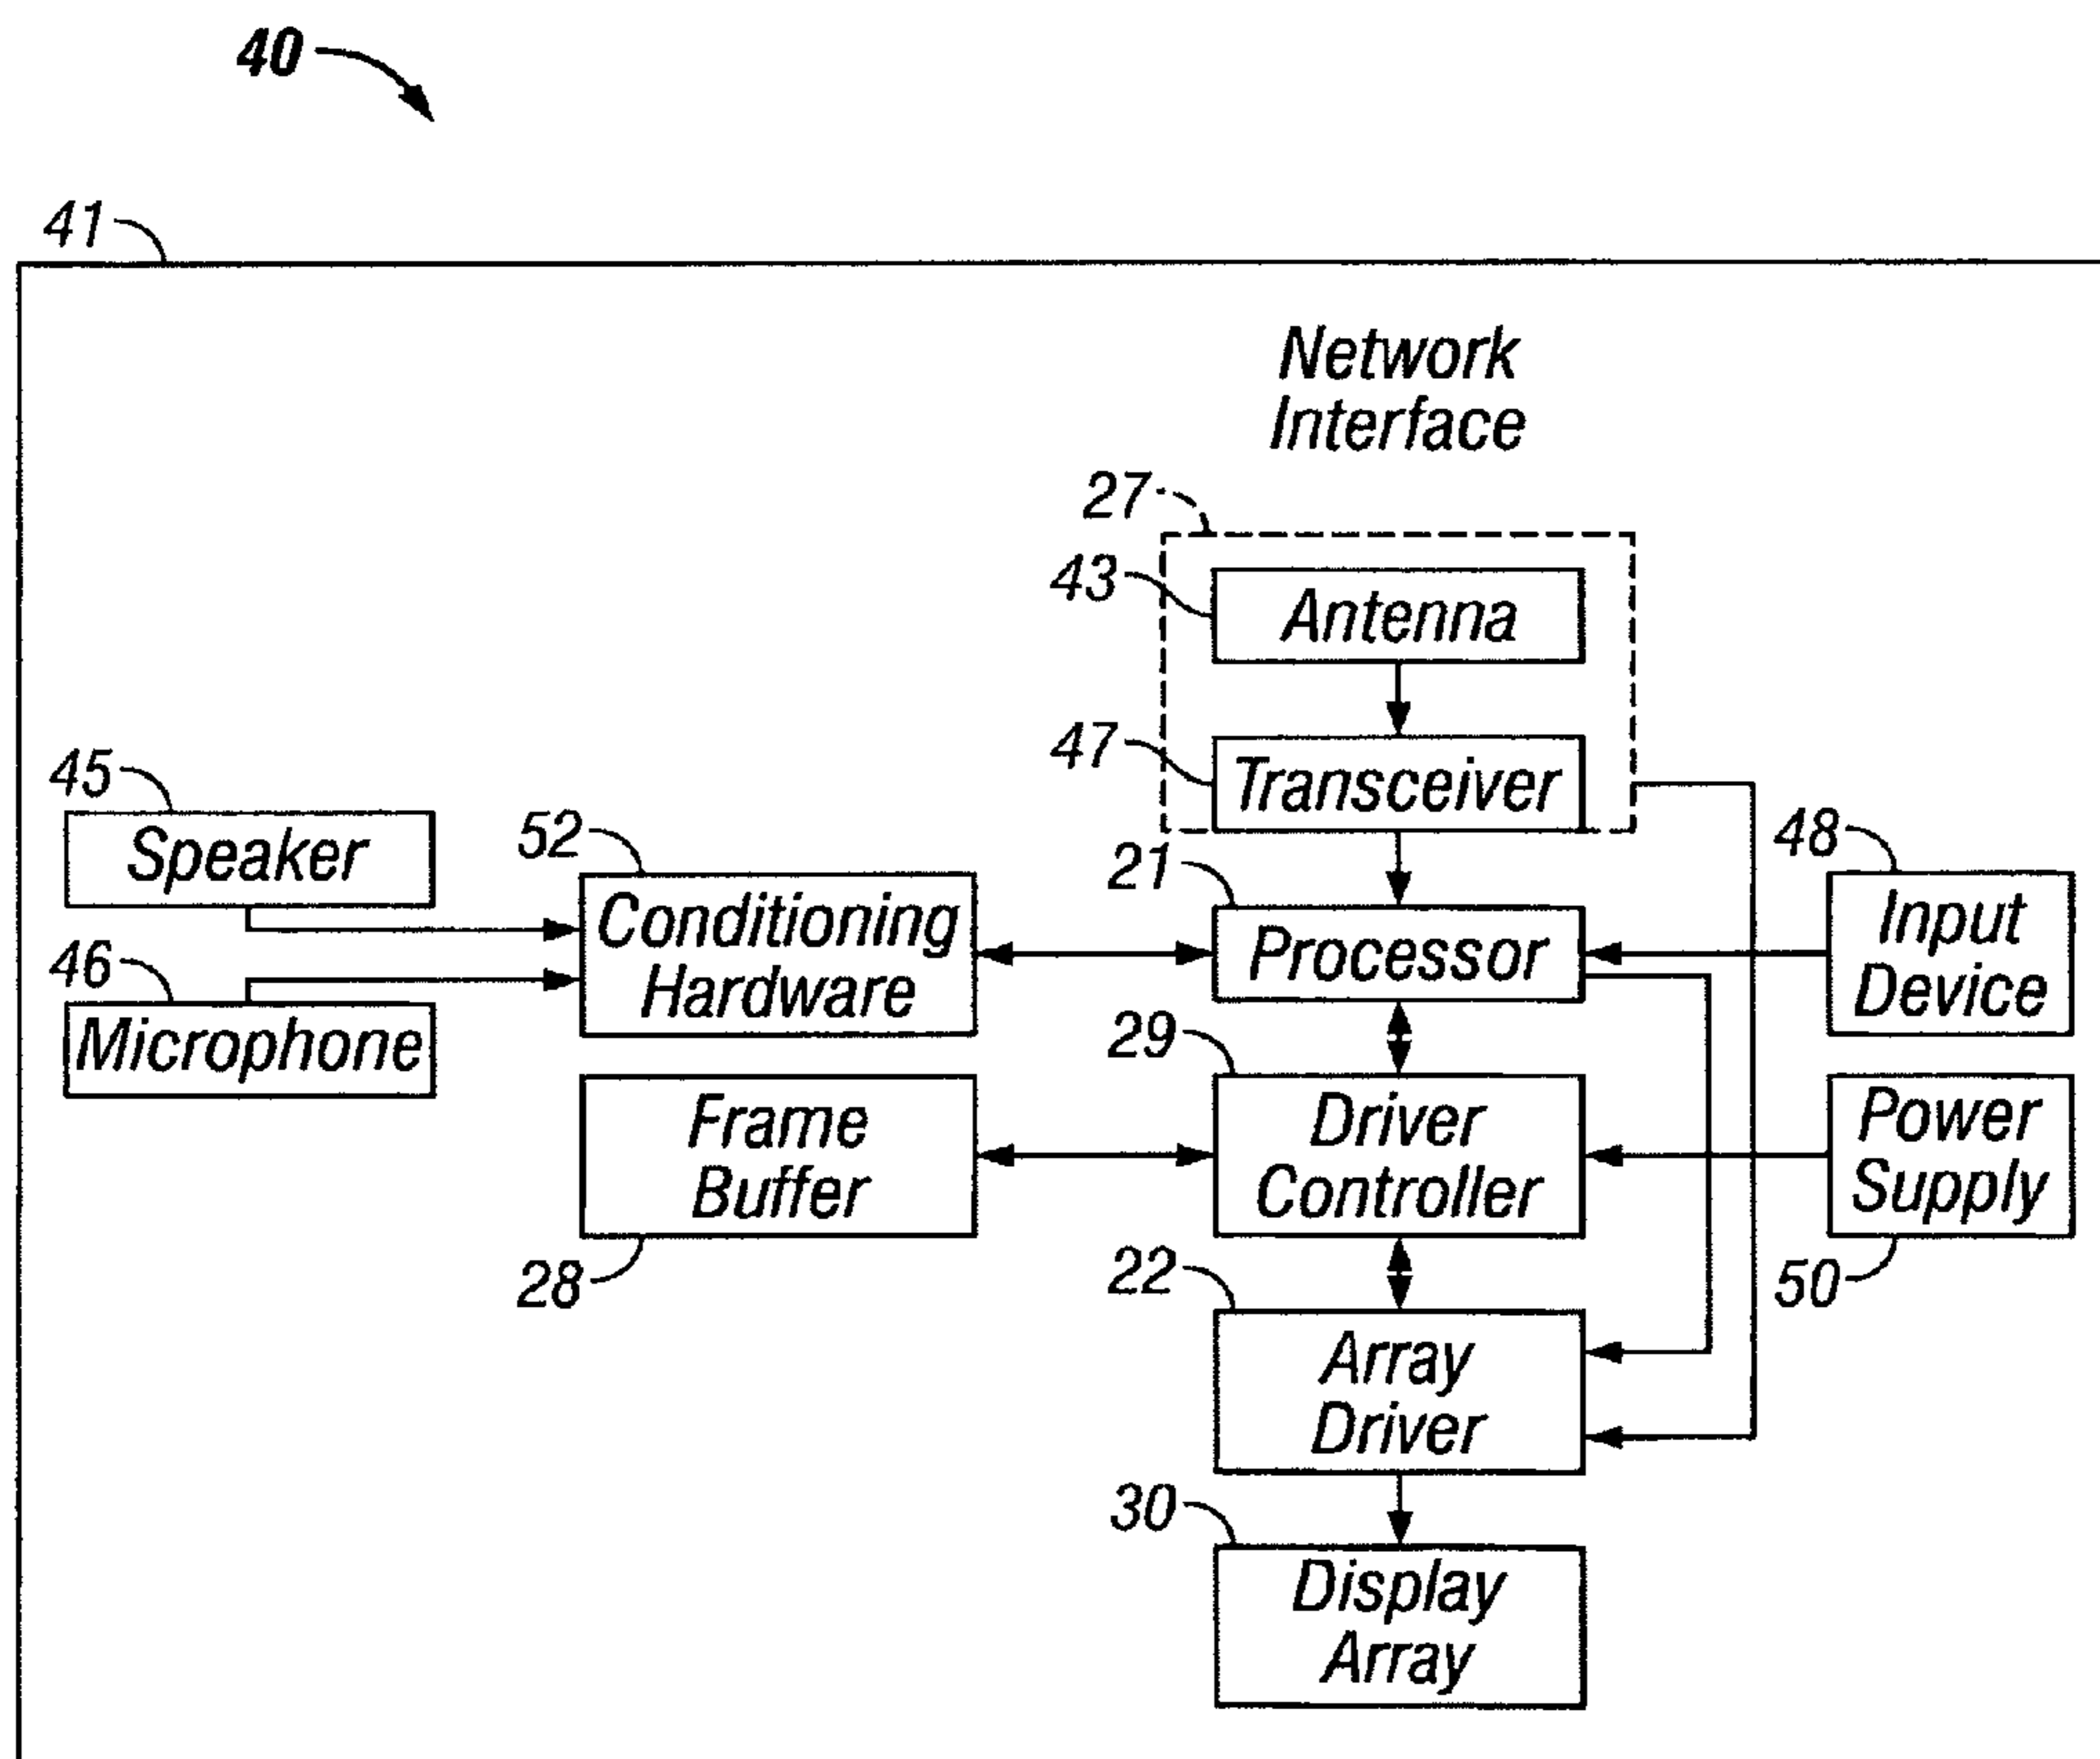 40
41
Network
Interface
27
43
Antenna
47
Transceiver
45
Speaker
52
Conditioning
Hardware
21
Processor
48
Input
Device
46
Microphone
29
Driver
Controller
Frame
Buffer
28
Power
Supply
50
22
Array
Driver
30
Display
Array